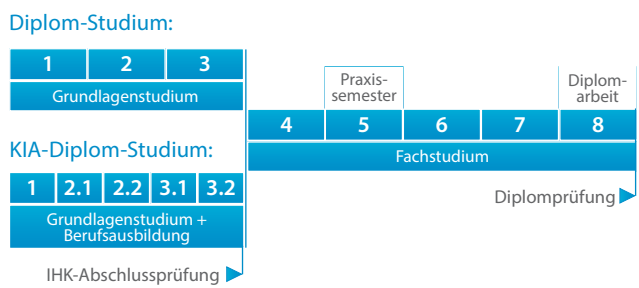 Diplom-Studium:
1 2 3
Grundlagenstudium
Praxis-
semester
Diplom-
arbeit
4 5 6 7 8
Fachstudium
Diplomprüfung
KIA-Diplom-Studium:
1 2.1 2.2 3.1 3.2
Grundlagenstudium +
Berufsausbildung
IHK-Abschlussprüfung